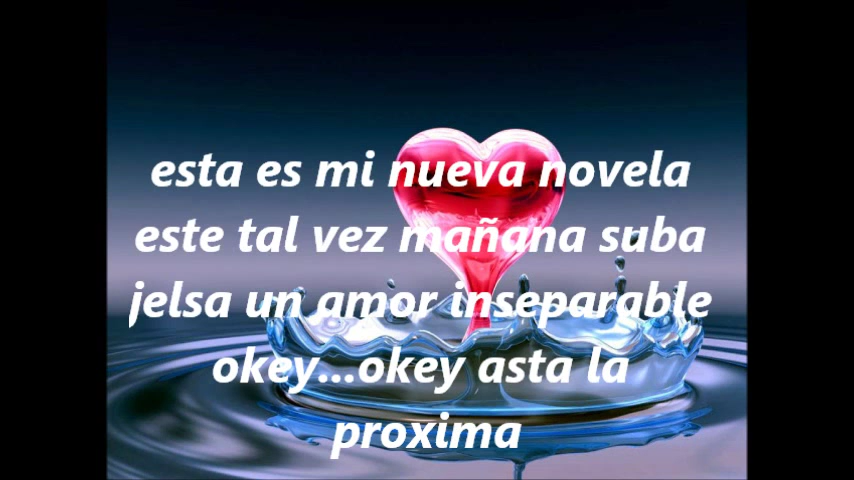 esta es mi nueva novela
este tal vez mañana suba
jelsa un amor inseparable
okey...okey asta la
proxima